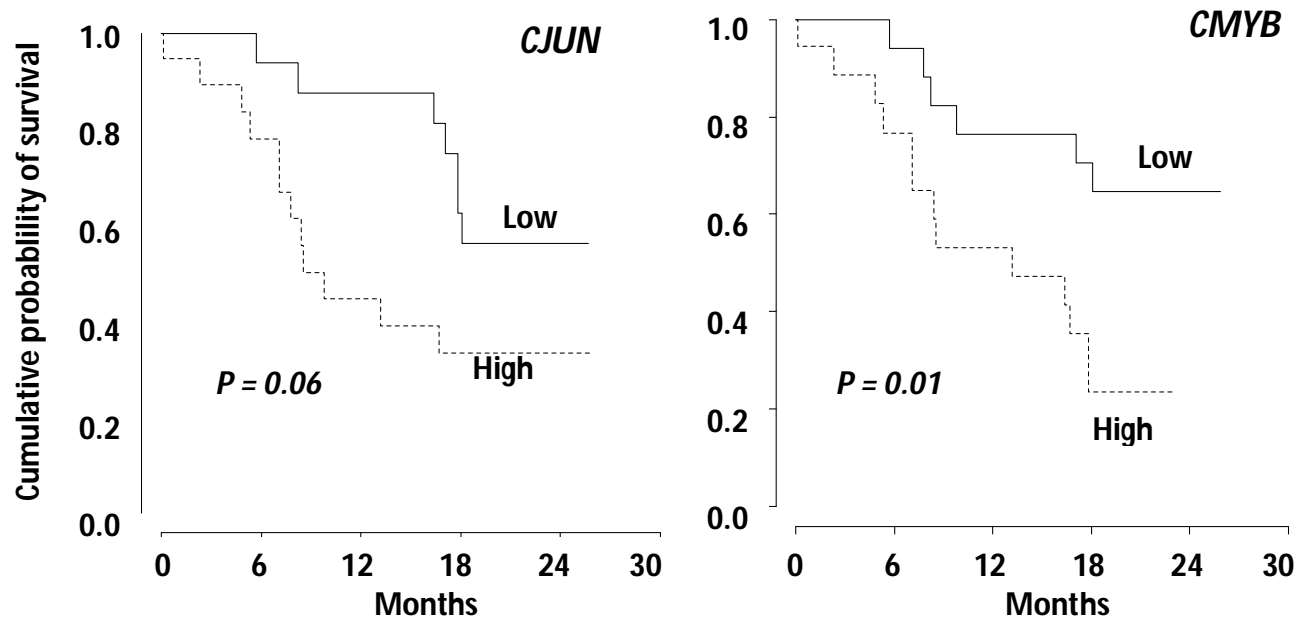 Cumulative probablility of survival
CJUN
1.0
0.8
0.6
0.4
0.2
0.0
Low
High
P = 0.06
0 6 12 18 24 30
Months
CMYB
1.0
0.8
0.6
0.4
0.2
0.0
Low
High
P = 0.01
0 6 12 18 24 30
Months